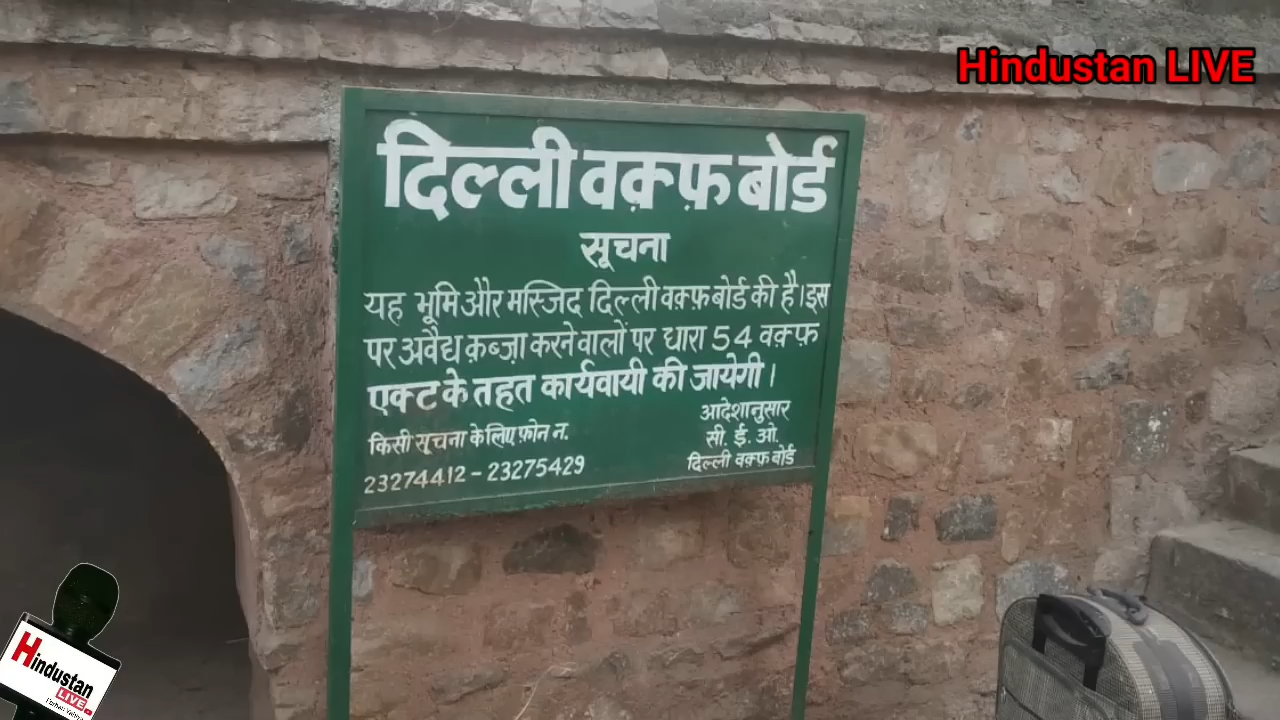 Hindustan LIVE
दिल्ली वक़्फ़ बोर्ड
सूचना
यह भूमि और मस्जिद दिल्ली वक़्फ़ बोर्ड की है। इस
पर अवैध क़ब्ज़ा करने वालों पर धारा 54 वक़्फ़
एक्ट के तहत कार्यवायी की जायेगी।
आदेशानुसार
सी. ई. ओ.
दिल्ली वक़्फ़ बोर्ड
किसी सूचना के लिए फ़ोन न.
23274412 - 23275429
Hindustan
LIVE